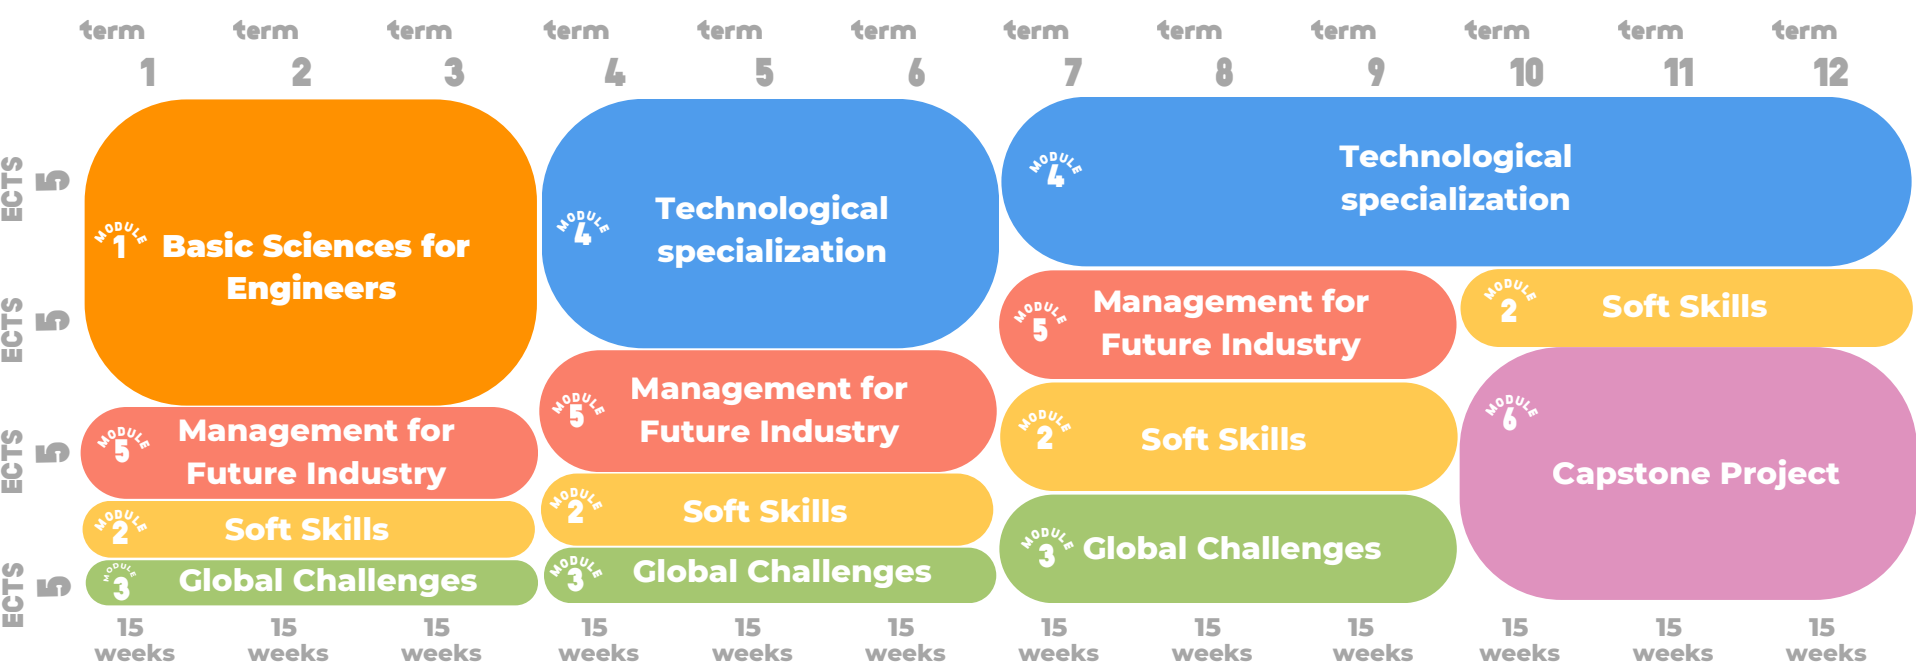 term term term term term term term term term term term term
1 2 3 4 5 6 7 8 9 10 11 12
ECTS 5
ECTS 5
ECTS 5
ECTS 5
MODULE 1
Basic Sciences for
Engineers
MODULE 5
Management for
Future Industry
MODULE 2
Soft Skills
MODULE 3
Global Challenges
MODULE 4
Technological
specialization
MODULE 5
Management for
Future Industry
MODULE 2
Soft Skills
MODULE 3
Global Challenges
MODULE 4
Technological
specialization
MODULE 5
Management for
Future Industry
MODULE 2
Soft Skills
MODULE 3
Global Challenges
MODULE 2
Soft Skills
MODULE 6
Capstone Project
15 15 15 15 15 15 15 15 15 15 15 15
weeks weeks weeks weeks weeks weeks weeks weeks weeks weeks weeks weeks